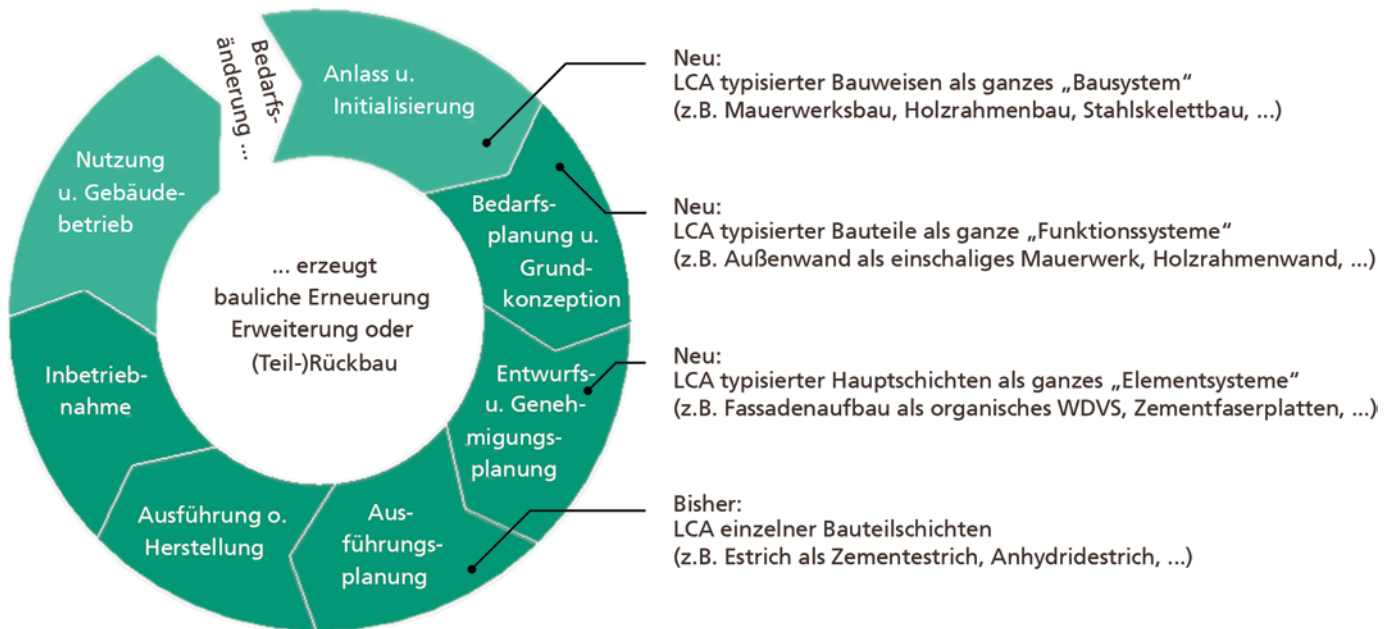 Bedarfs-
änderung ...
Anlass u.
Initialisierung
Bedarfs-
planung u.
Grund-
konzeption
Entwurfs-
u. Geneh-
migungs-
planung
Aus-
führungs-
planung
Ausführung o.
Herstellung
Inbetrieb-
nahme
Nutzung
u. Gebäude-
betrieb
... erzeugt
bauliche Erneuerung
Erweiterung oder
(Teil-)Rückbau
Neu:
LCA typisierter Bauweisen als ganzes „Bausystem“
(z.B. Mauerwerksbau, Holzrahmenbau, Stahlskelettbau, ...)
Neu:
LCA typisierter Bauteile als ganze „Funktionssysteme“
(z.B. Außenwand als einschaliges Mauerwerk, Holzrahmenwand, ...)
Neu:
LCA typisierter Hauptschichten als ganzes „Elementsysteme“
(z.B. Fassadenaufbau als organisches WDVS, Zementfaserplatten, ...)
Bisher:
LCA einzelner Bauteilschichten
(z.B. Estrich als Zementestrich, Anhydridestrich, ...)